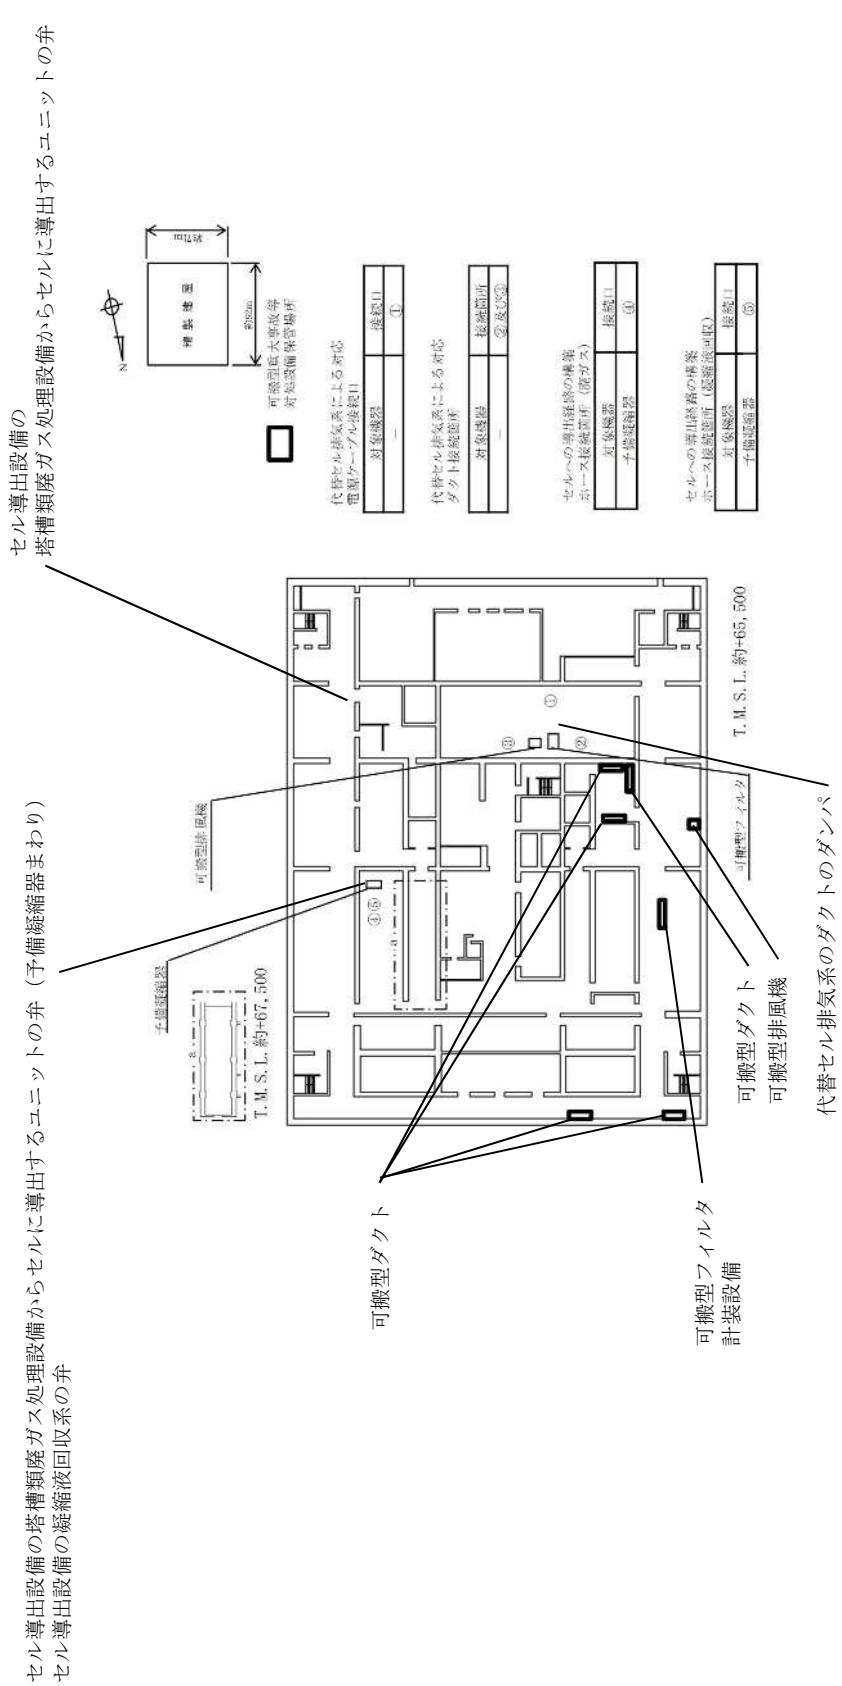 セル導出設備の
塔槽類廃ガス処理設備からセルに導出するユニットの弁
セル導出設備の塔槽類廃ガス処理設備からセルに導出するユニットの弁（予備凝縮器まわり）
セル導出設備の凝縮液回収系の弁
N
精製建屋
約92m
可搬型重大事故等
対処設備保管場所
代替セル排気系による対応
電源ケーブル接続口
対象機器 接続口
－ ①
代替セル排気系による対応
ダクト接続箇所
対象機器 接続箇所
－ ②及び③
セルへの導出経路の構築
ホース接続箇所（廃ガス）
対象機器 接続口
予備凝縮器 ④
セルへの導出経路の構築
ホース接続箇所（凝縮液回収）
対象機器 接続口
予備凝縮器 ⑤
予備凝縮器
可搬型排風機
a
T.M.S.L.約+67,500
④⑤
a
③
②
①
可搬型フィルタ
T.M.S.L.約+65,500
可搬型ダクト
可搬型フィルタ
計装設備
可搬型ダクト
可搬型排風機
代替セル排気系のダクトのダンパ